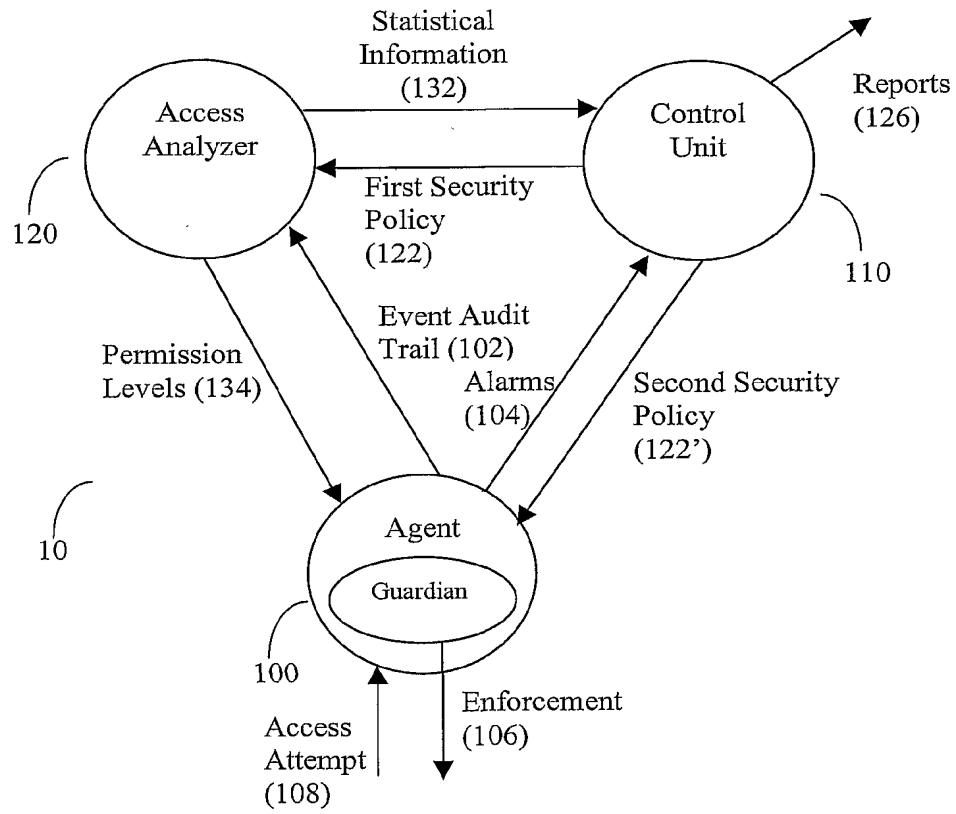 Statistical
Information
(132)
Reports
(126)
Access
Analyzer
Control
Unit
First Security
Policy
(122)
120
110
Event Audit
Trail (102)
Permission
Levels (134)
Alarms
(104)
Second Security
Policy
(122’)
10
Agent
Guardian
100
Enforcement
(106)
Access
Attempt
(108)